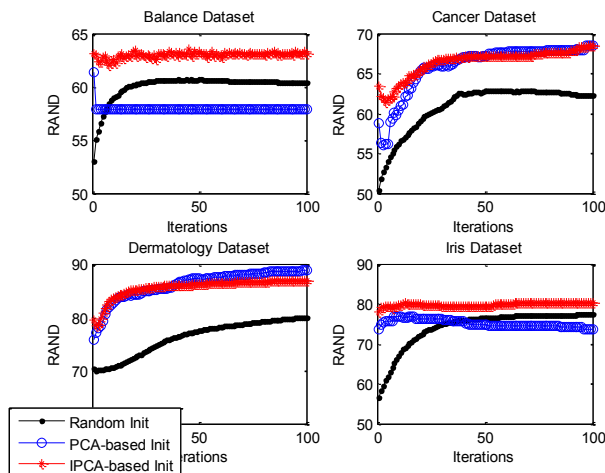 Balance Dataset
65
60
55
50
0
50
100
RAND
Iterations
Cancer Dataset
70
65
60
55
50
0
50
100
RAND
Iterations
Dermatology Dataset
90
80
70
50
100
RAND
Iterations
Iris Dataset
90
80
70
60
50
0
50
100
RAND
Iterations
Random Init
PCA-based Init
IPCA-based Init